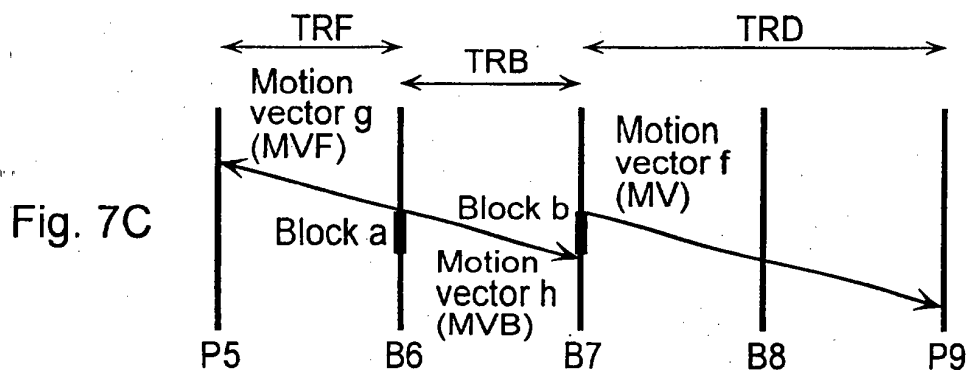 TRF
TRB
TRD
Motion
vector g
(MVF)
Motion
vector f
(MV)
Fig. 7C
Block a
Block b
Motion
vector h
(MVB)
P5
B6
B7
B8
P9